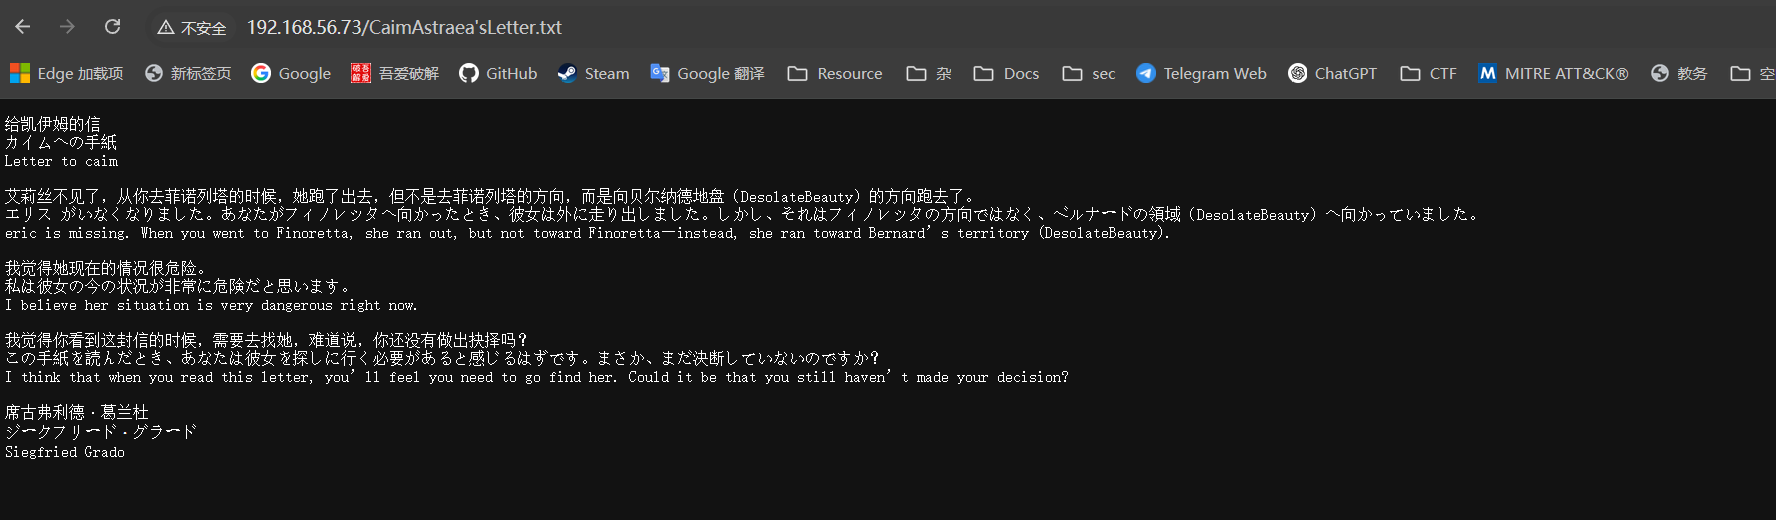 不安全 192.168.56.73/CaimAstraea'sLetter.txt
Edge 加载项 新标签页 Google 吾爱破解 GitHub Steam Google 翻译 Resource 杂 Docs sec Telegram Web ChatGPT CTF MITRE ATT&CK® 教务 空
给凯伊姆的信
カイムへの手紙
Letter to caim
艾莉丝不见了，从你去菲诺列塔的时候，她跑了出去，但不是去菲诺列塔的方向，而是向贝尔纳德地盘（DesolateBeauty）的方向跑去了。
エリス がいなくなりました。あなたがフィノレッタへ向かったとき、彼女は外に走り出しました。しかし、それはフィノレッタの方向ではなく、ベルナードの領域（DesolateBeauty）へ向かっていました。
eric is missing. When you went to Finoretta, she ran out, but not toward Finoretta—instead, she ran toward Bernard’s territory (DesolateBeauty).
我觉得她现在的情况很危险。
私は彼女の今の状況が非常に危険だと思います。
I believe her situation is very dangerous right now.
我觉得你看到这封信的时候，需要去找她，难道说，你还没有做出抉择吗？
この手紙を読んだとき、あなたは彼女を探しに行く必要があると感じるはずです。まさか、まだ決断していないのですか？
I think that when you read this letter, you’ll feel you need to go find her. Could it be that you still haven’t made your decision?
席古弗利德·葛兰杜
ジークフリード・グラード
Siegfried Grado